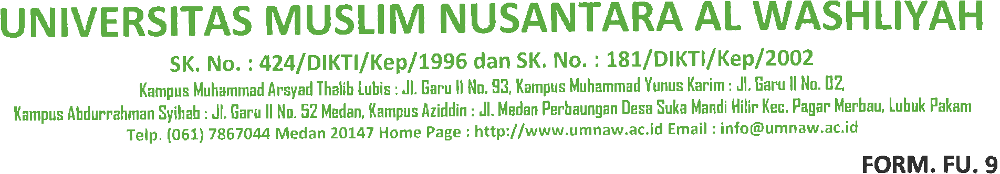 UNIVERSITAS MUSLIM NUSANTARA AL WASHLIYAH
SK. No. : 424/DIKTI/Kep/1996 dan SK. No. : 181/DIKTI/Kep/2002
Kampus Muhammad Arsyad Thalib Lubis : Jl. Garu II No. 93, Kampus Muhammad Yunus Karim : Jl. Garu II No. 02,
Kampus Abdurrahman Syihab : Jl. Garu II No. 52 Medan, Kampus Aziddin : Jl. Medan Perbaungan Desa Suka Mandi Hilir Kec. Pagar Merbau, Lubuk Pakam
Telp. (061) 7867044 Medan 20147 Home Page : http://www.umnaw.ac.id Email : info@umnaw.ac.id
FORM. FU. 9